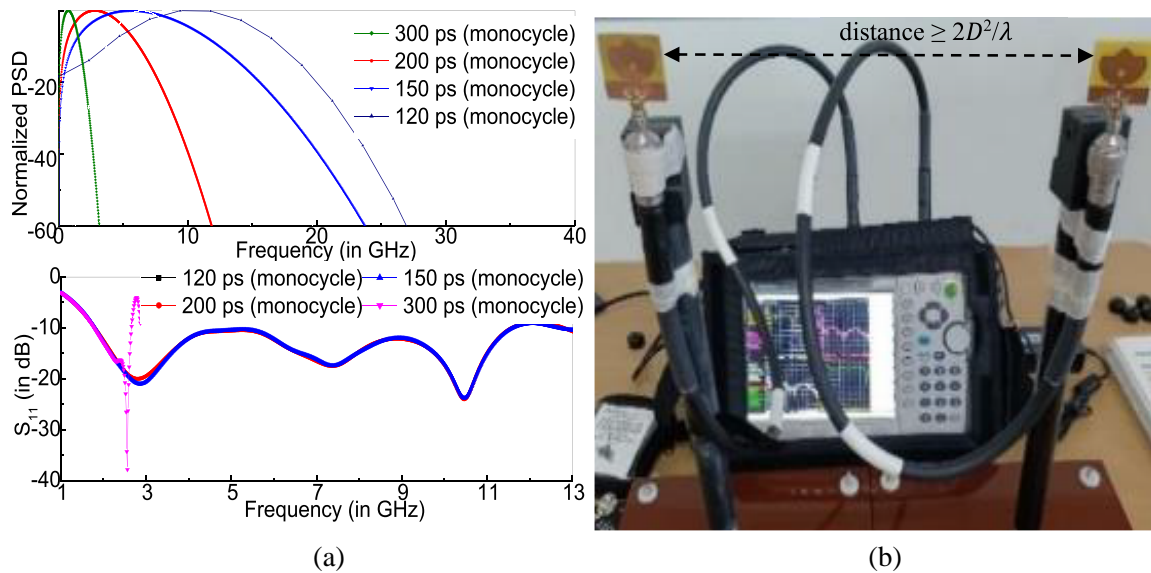 300 ps (monocycle)
200 ps (monocycle)
150 ps (monocycle)
120 ps (monocycle)
Normalized PSD
-20
-40
-60
0 10 20 30 40
Frequency (in GHz)
120 ps (monocycle) 150 ps (monocycle)
200 ps (monocycle) 300 ps (monocycle)
S₁₁ (in dB)
0
-10
-20
-30
-40
1 3 5 7 9 11 13
Frequency (in GHz)
(a)
distance ≥ 2D²/λ
(b)